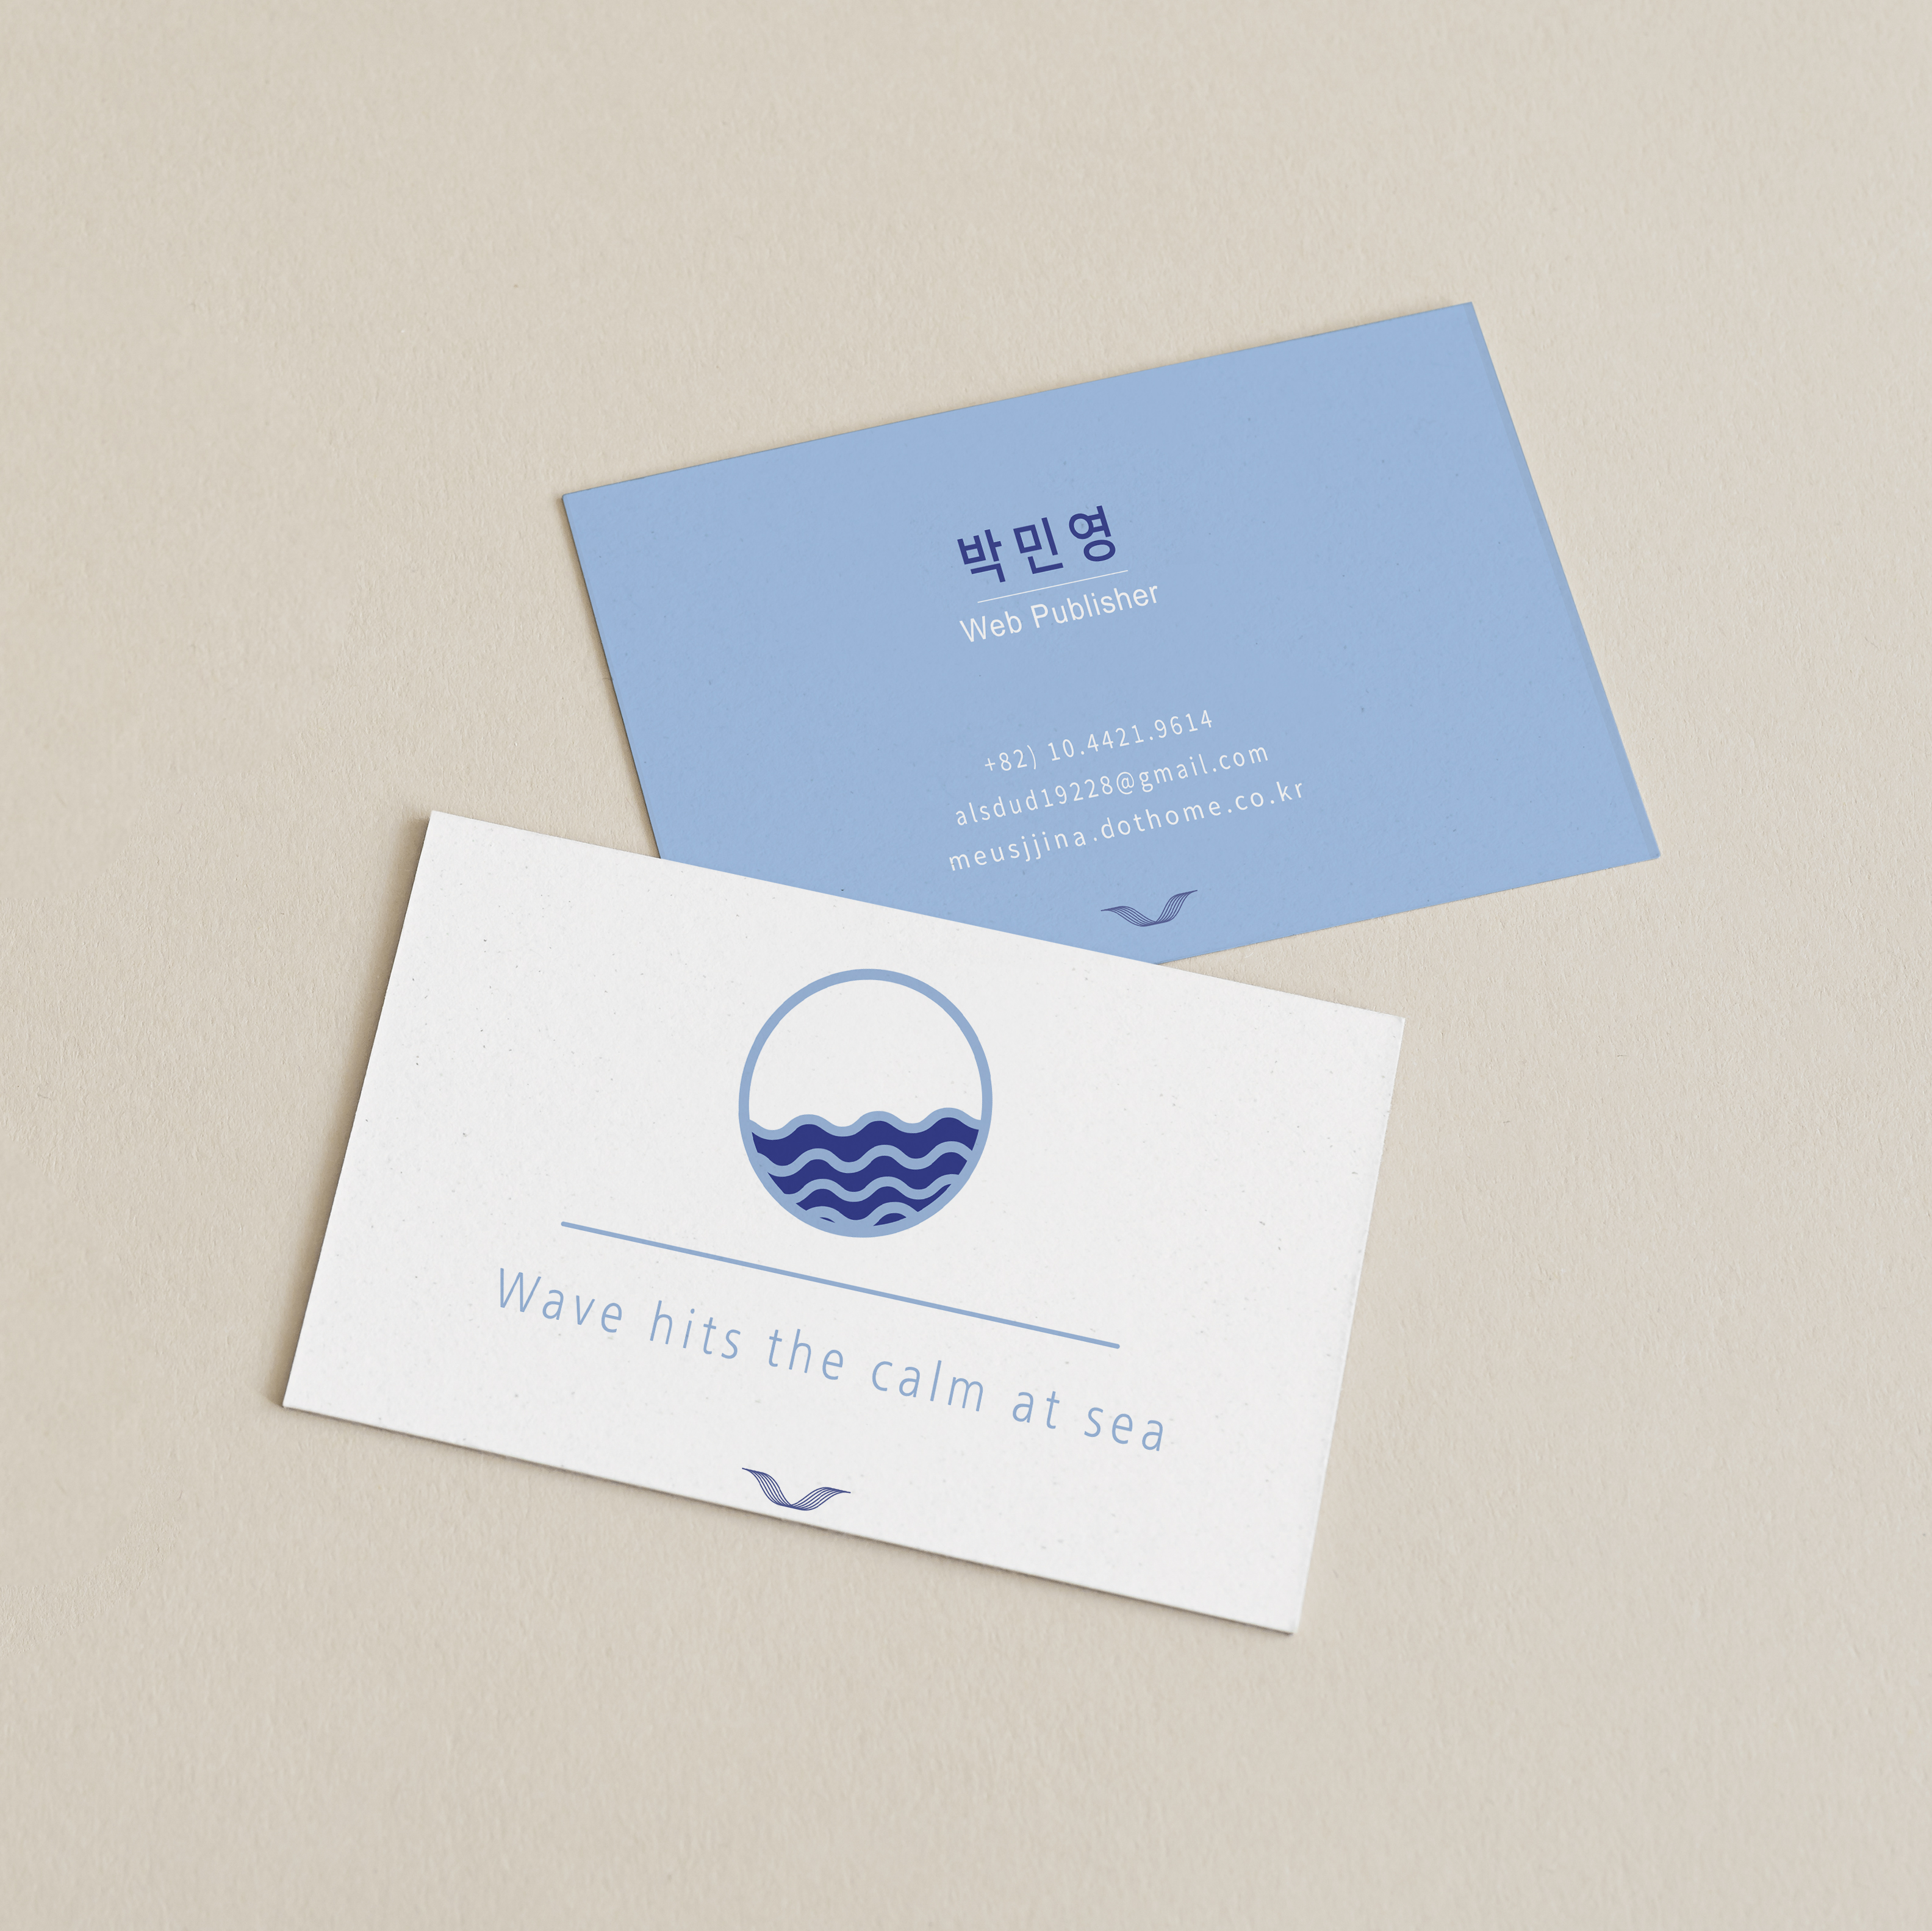 박민영
Web Publisher
+82) 10.4421.9614
alsdud19228@gmail.com
meusjjina.dothome.co.kr
Wave hits the calm at sea